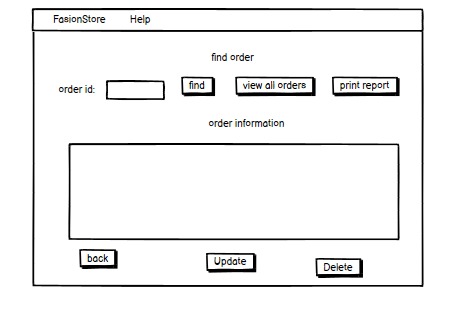 FasionStore Help
find order
order id: find view all orders print report
order information
back Update Delete